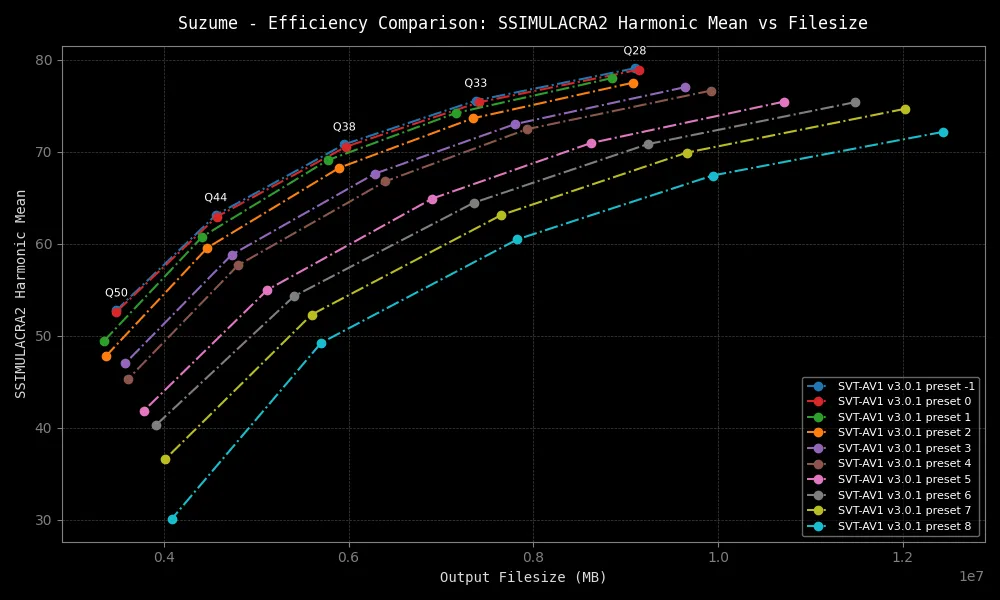 Suzume - Efficiency Comparison: SSIMULACRA2 Harmonic Mean vs Filesize
Q28
Q33
Q38
Q44
Q50
SSIMULACRA2 Harmonic Mean
80
70
60
50
40
30
SVT-AV1 v3.0.1 preset -1
SVT-AV1 v3.0.1 preset 0
SVT-AV1 v3.0.1 preset 1
SVT-AV1 v3.0.1 preset 2
SVT-AV1 v3.0.1 preset 3
SVT-AV1 v3.0.1 preset 4
SVT-AV1 v3.0.1 preset 5
SVT-AV1 v3.0.1 preset 6
SVT-AV1 v3.0.1 preset 7
SVT-AV1 v3.0.1 preset 8
0.4 0.6 0.8 1.0 1.2
1e7
Output Filesize (MB)